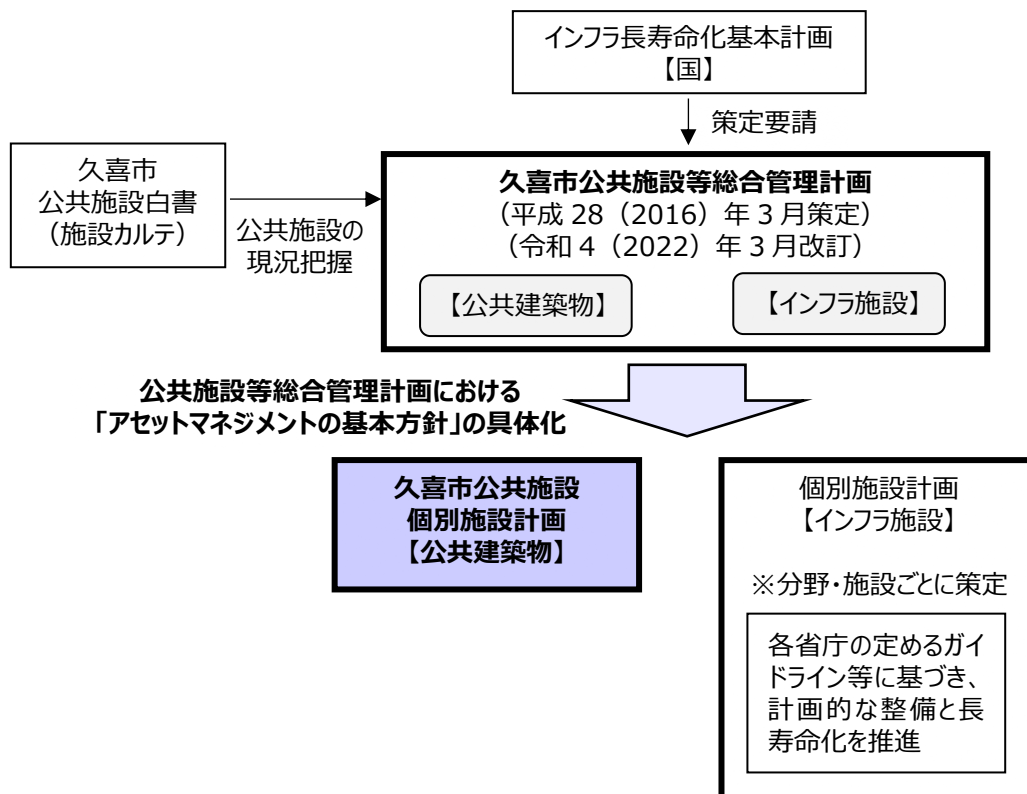 インフラ長寿命化基本計画
【国】
策定要請
久喜市
公共施設白書
（施設カルテ）
公共施設の
現況把握
久喜市公共施設等総合管理計画
（平成 28（2016）年 3 月策定）
（令和 4（2022）年 3 月改訂）
【公共建築物】
【インフラ施設】
公共施設等総合管理計画における
「アセットマネジメントの基本方針」の具体化
久喜市公共施設
個別施設計画
【公共建築物】
個別施設計画
【インフラ施設】
※分野・施設ごとに策定
各省庁の定めるガイ
ドライン等に基づき、
計画的な整備と長
寿命化を推進